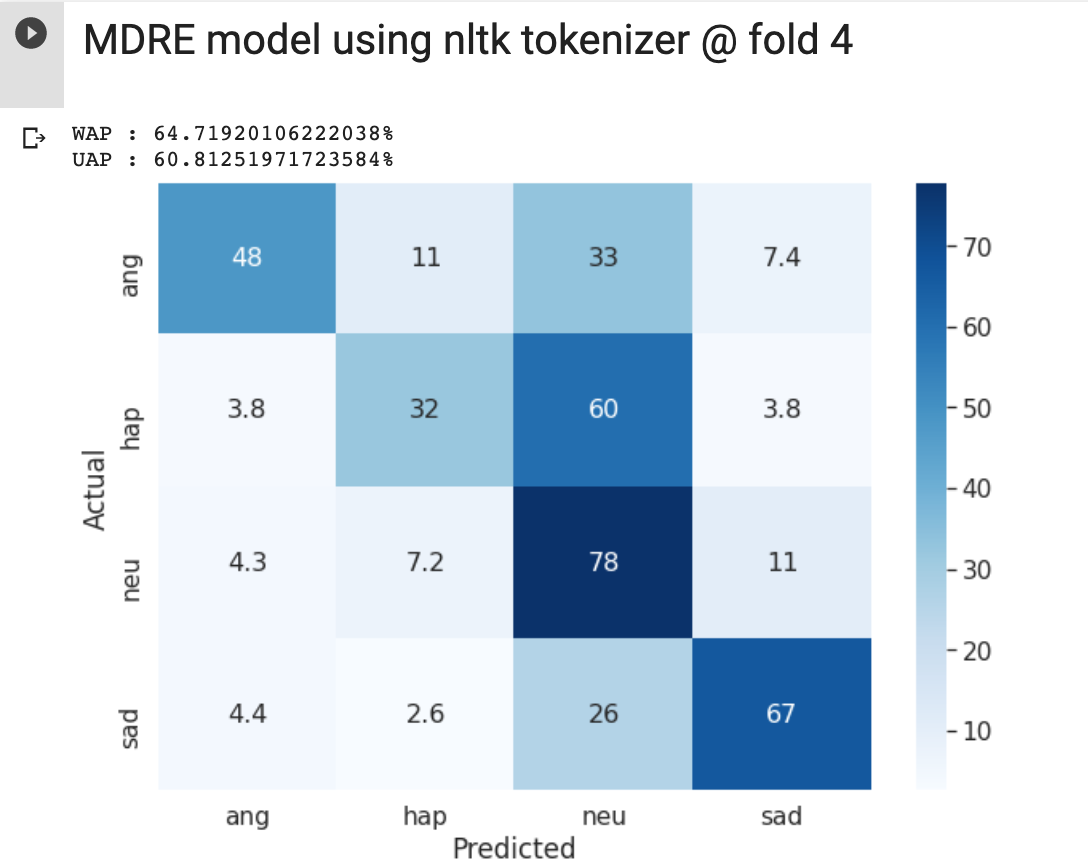 MDRE model using nltk tokenizer @ fold 4
WAP : 64.71920106222038%
UAP : 60.81251971723584%
ang 48 11 33 7.4
hap 3.8 32 60 3.8
neu 4.3 7.2 78 11
sad 4.4 2.6 26 67
Actual
ang hap neu sad
Predicted
70
60
50
40
30
20
10